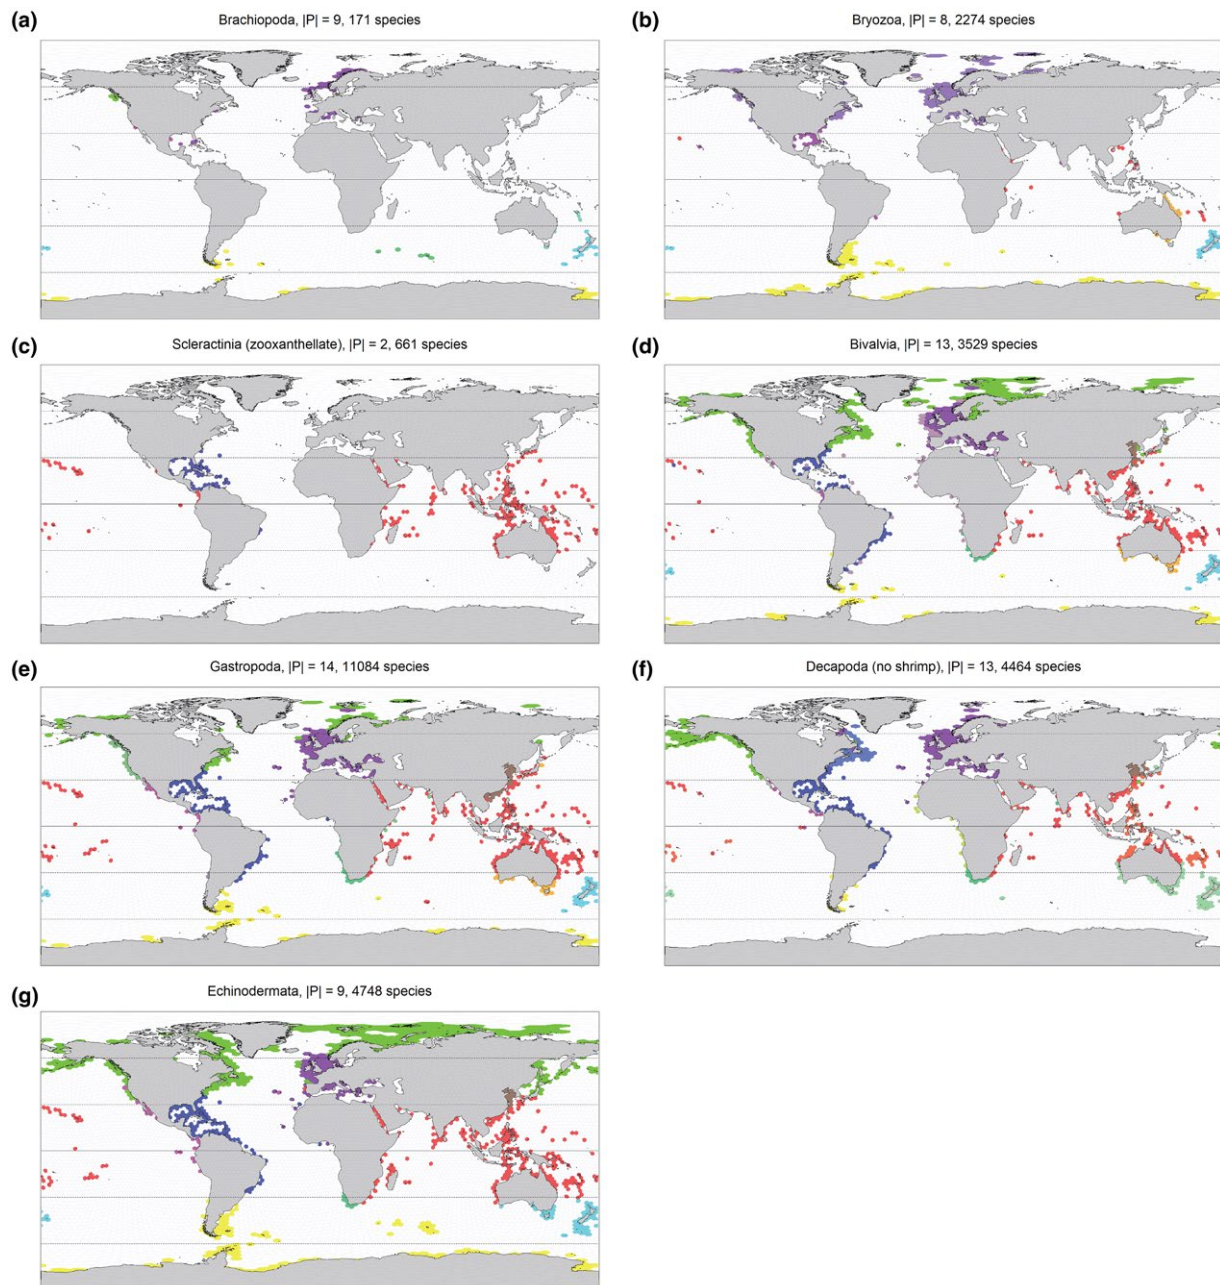 (a) Brachiopoda, |P| = 9, 171 species
(b) Bryozoa, |P| = 8, 2274 species
(c) Scleractinia (zooxanthellate), |P| = 2, 661 species
(d) Bivalvia, |P| = 13, 3529 species
(e) Gastropoda, |P| = 14, 11084 species
(f) Decapoda (no shrimp), |P| = 13, 4464 species
(g) Echinodermata, |P| = 9, 4748 species